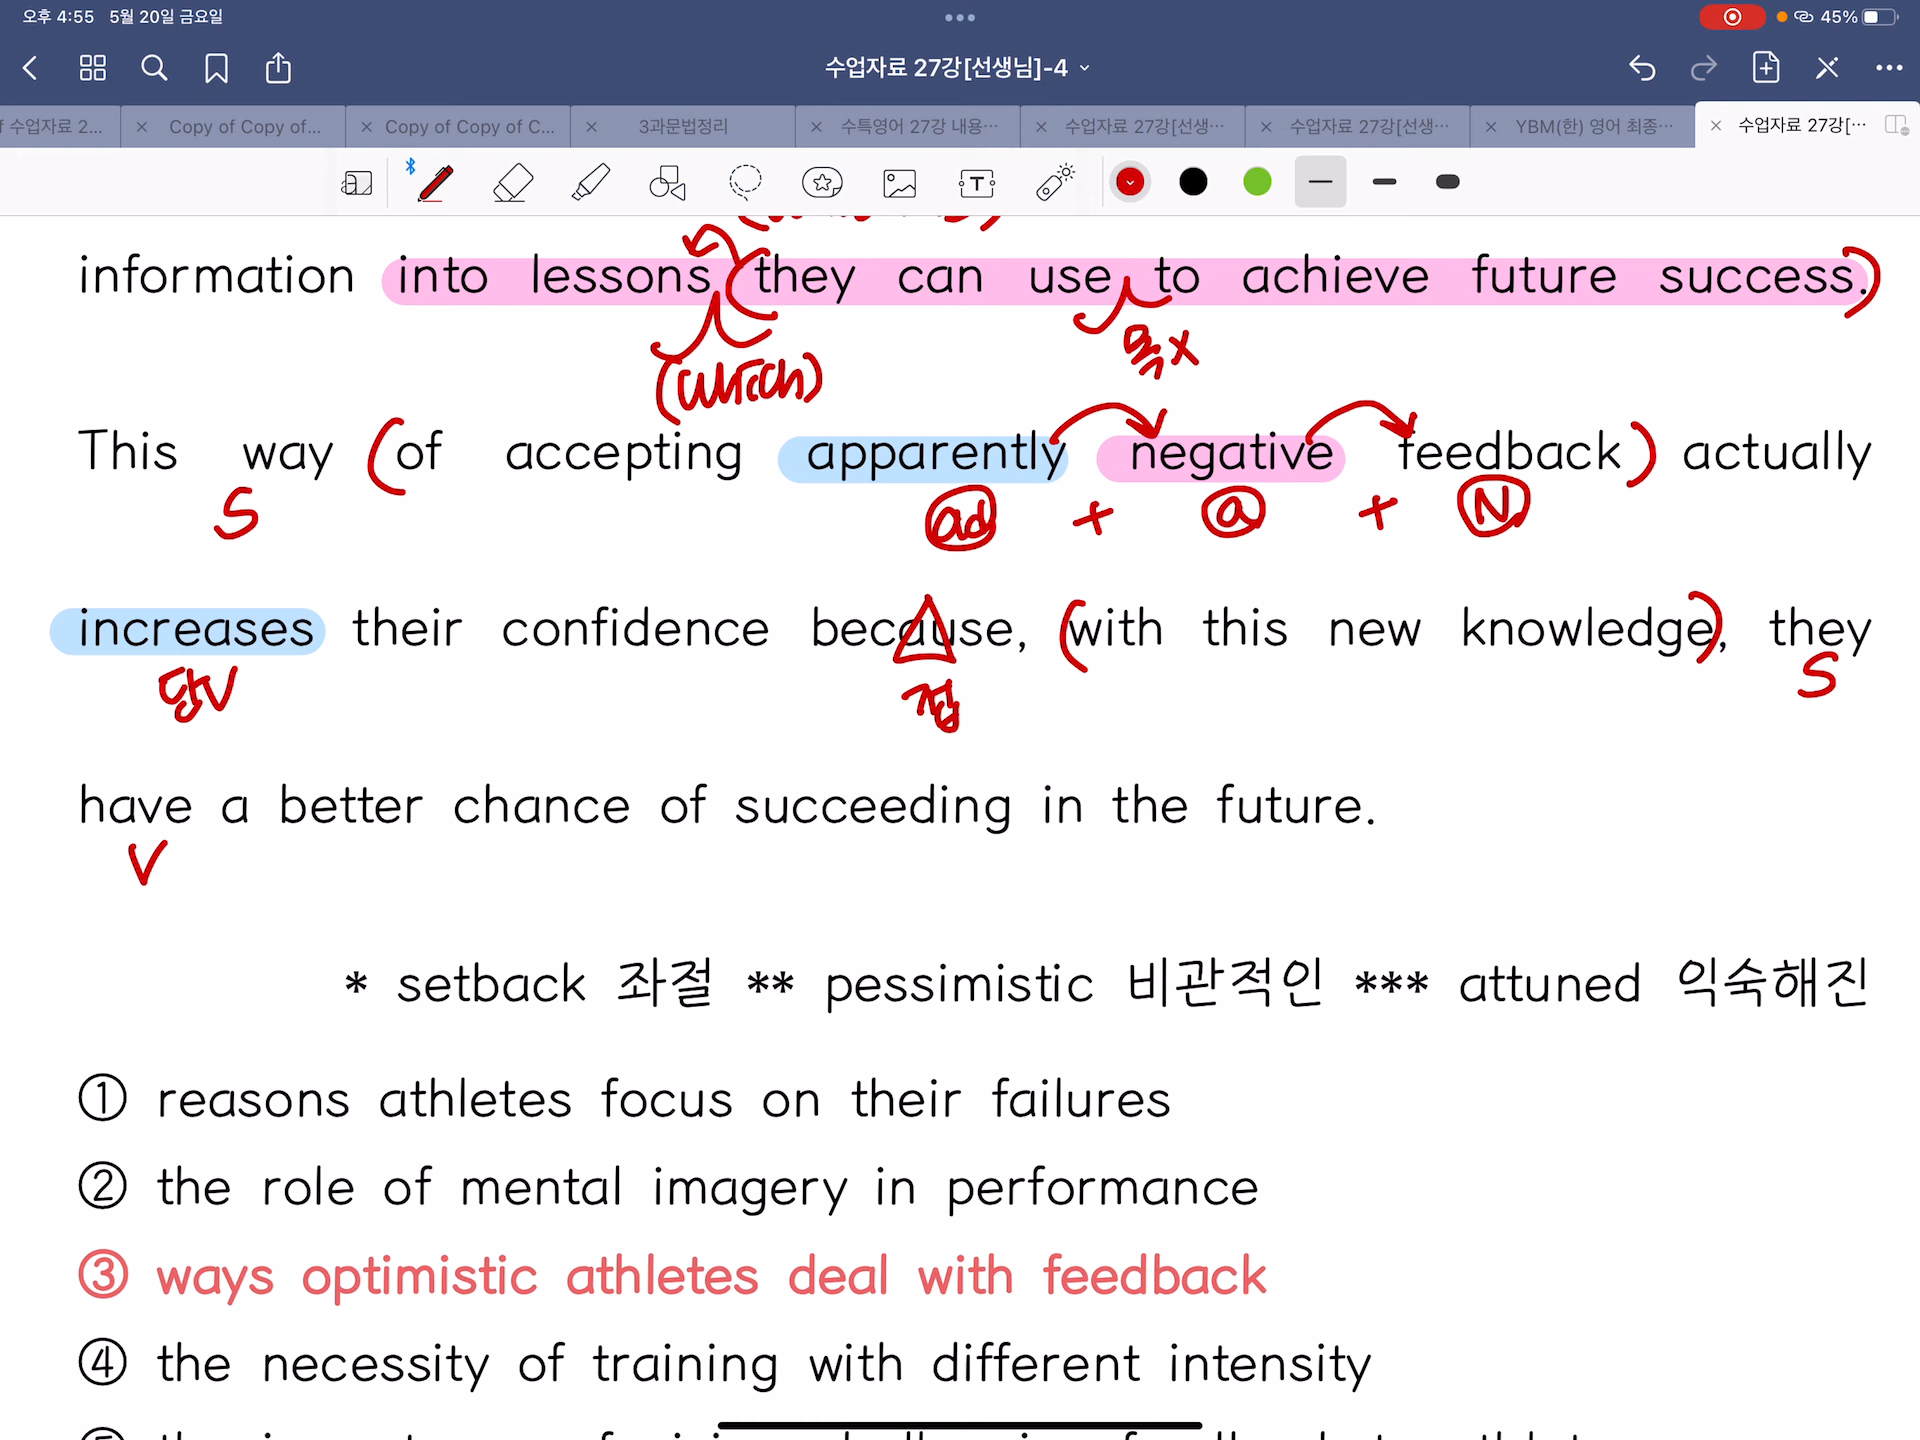 오후 4:55 5월 20일 금요일
45%
수업자료 27강[선생님]-4
수업자료 2... Copy of Copy of... Copy of Copy of C... 3과문법정리 수특영어 27강 내용… 수업자료 27강[선생… 수업자료 27강[선생… YBM(한) 영어 최종… 수업자료 27강[…
information into lessons (they can use to achieve future success.)
목X
(which)
This way (of accepting apparently negative feedback) actually
S ad + a + N
increases their confidence because, (with this new knowledge), they
단V 접 S
have a better chance of succeeding in the future.
V
* setback 좌절 ** pessimistic 비관적인 *** attuned 익숙해진
① reasons athletes focus on their failures
② the role of mental imagery in performance
③ ways optimistic athletes deal with feedback
④ the necessity of training with different intensity